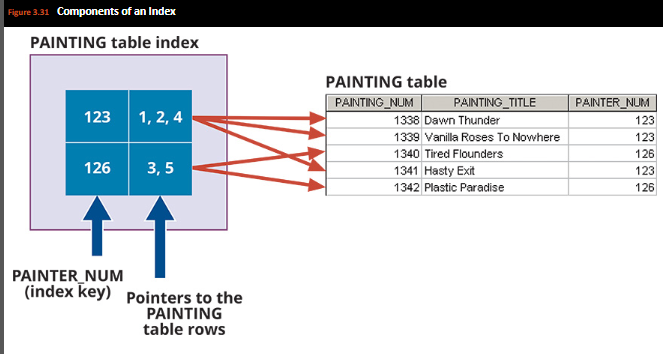 Figure 3.31 Components of an Index
PAINTING table index
123 1, 2, 4
126 3, 5
PAINTER_NUM
(index key)
Pointers to the
PAINTING
table rows
PAINTING table
PAINTING_NUM PAINTING_TITLE PAINTER_NUM
1338 Dawn Thunder 123
1339 Vanilla Roses To Nowhere 123
1340 Tired Flounders 126
1341 Hasty Exit 123
1342 Plastic Paradise 126